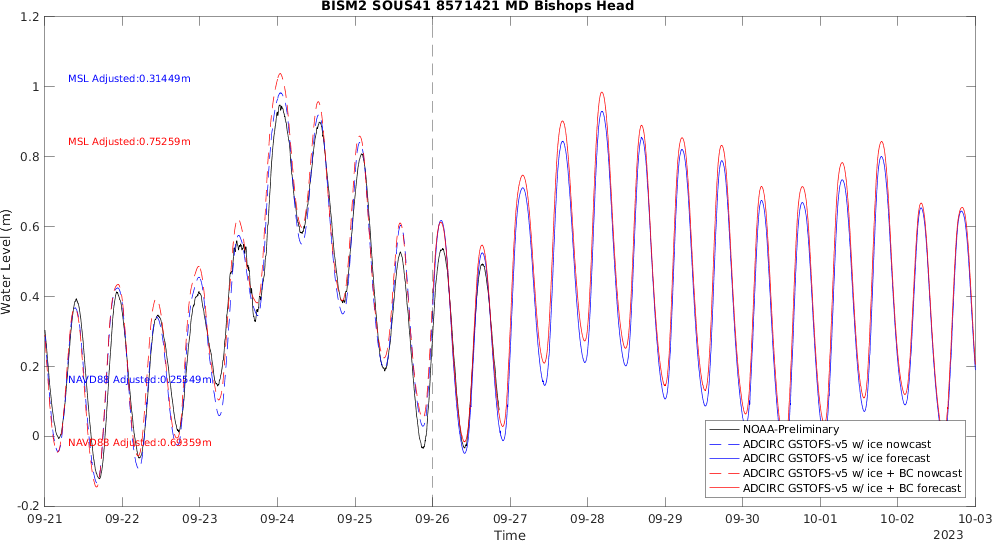 BISM2 SOUS41 8571421 MD Bishops Head
1.2
1
0.8
0.6
0.4
0.2
0
-0.2
Water Level (m)
MSL Adjusted:0.31449m
MSL Adjusted:0.75259m
NAVD88 Adjusted:0.25549m
NAVD88 Adjusted:0.69359m
NOAA-Preliminary
ADCIRC GSTOFS-v5 w/ ice nowcast
ADCIRC GSTOFS-v5 w/ ice forecast
ADCIRC GSTOFS-v5 w/ ice + BC nowcast
ADCIRC GSTOFS-v5 w/ ice + BC forecast
09-21 09-22 09-23 09-24 09-25 09-26 09-27 09-28 09-29 09-30 10-01 10-02 10-03
Time
2023